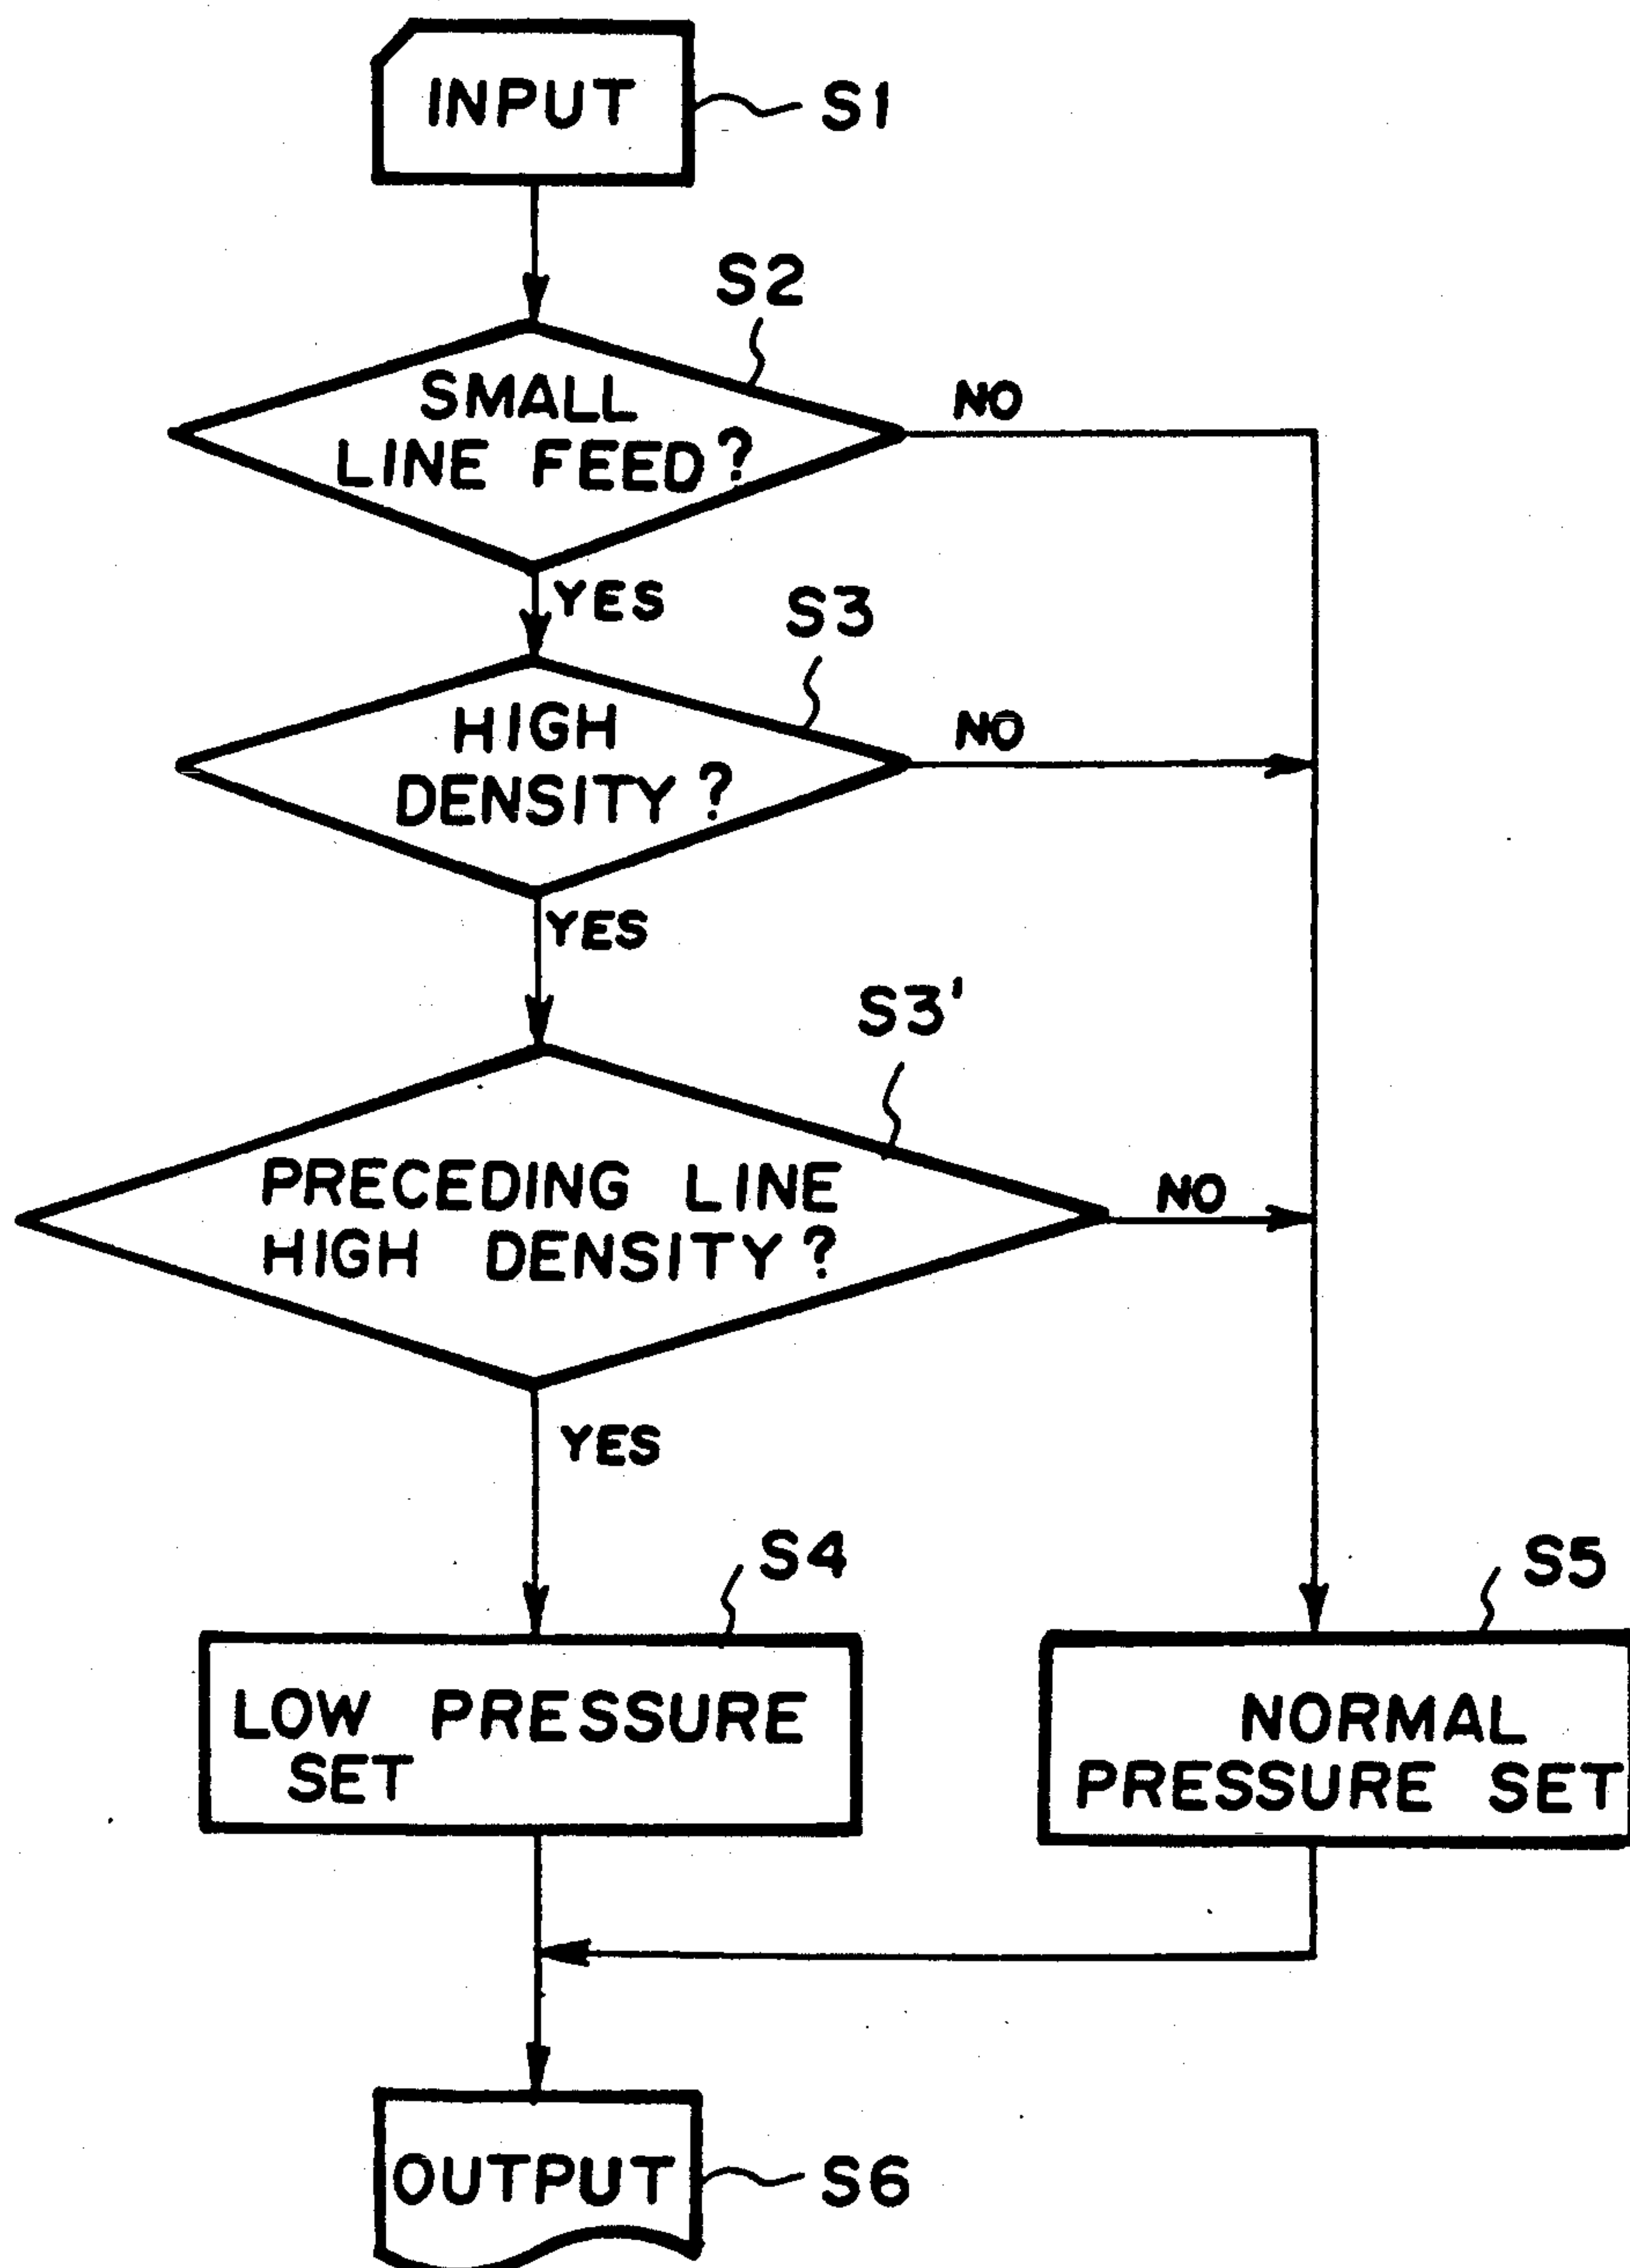 INPUT
S1
S2
SMALL
LINE FEED?
NO
YES
S3
HIGH
DENSITY?
NO
YES
S3'
PRECEDING LINE
HIGH DENSITY?
NO
YES
S4
LOW PRESSURE
SET
S5
NORMAL
PRESSURE SET
OUTPUT
S6